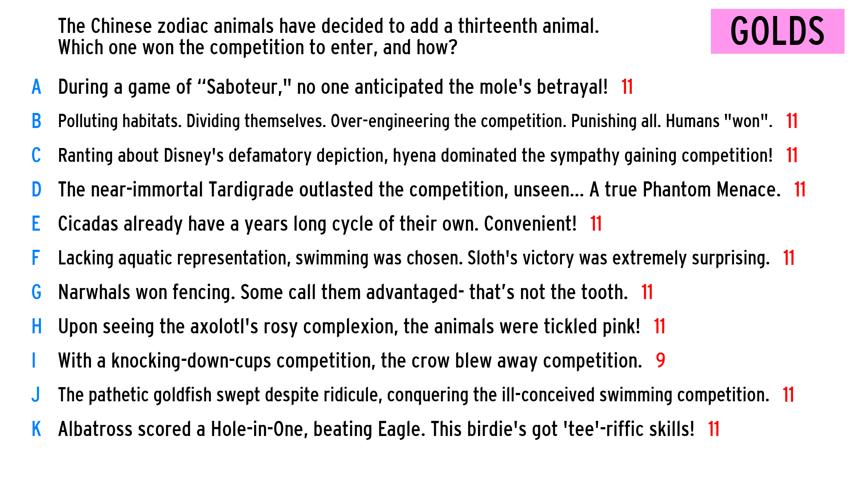 The Chinese zodiac animals have decided to add a thirteenth animal.
Which one won the competition to enter, and how?
GOLDS
A During a game of “Saboteur," no one anticipated the mole's betrayal! 11
B Polluting habitats. Dividing themselves. Over-engineering the competition. Punishing all. Humans "won". 11
C Ranting about Disney's defamatory depiction, hyena dominated the sympathy gaining competition! 11
D The near-immortal Tardigrade outlasted the competition, unseen... A true Phantom Menace. 11
E Cicadas already have a years long cycle of their own. Convenient! 11
F Lacking aquatic representation, swimming was chosen. Sloth's victory was extremely surprising. 11
G Narwhals won fencing. Some call them advantaged- that’s not the tooth. 11
H Upon seeing the axolotl's rosy complexion, the animals were tickled pink! 11
I With a knocking-down-cups competition, the crow blew away competition. 9
J The pathetic goldfish swept despite ridicule, conquering the ill-conceived swimming competition. 11
K Albatross scored a Hole-in-One, beating Eagle. This birdie's got 'tee'-riffic skills! 11